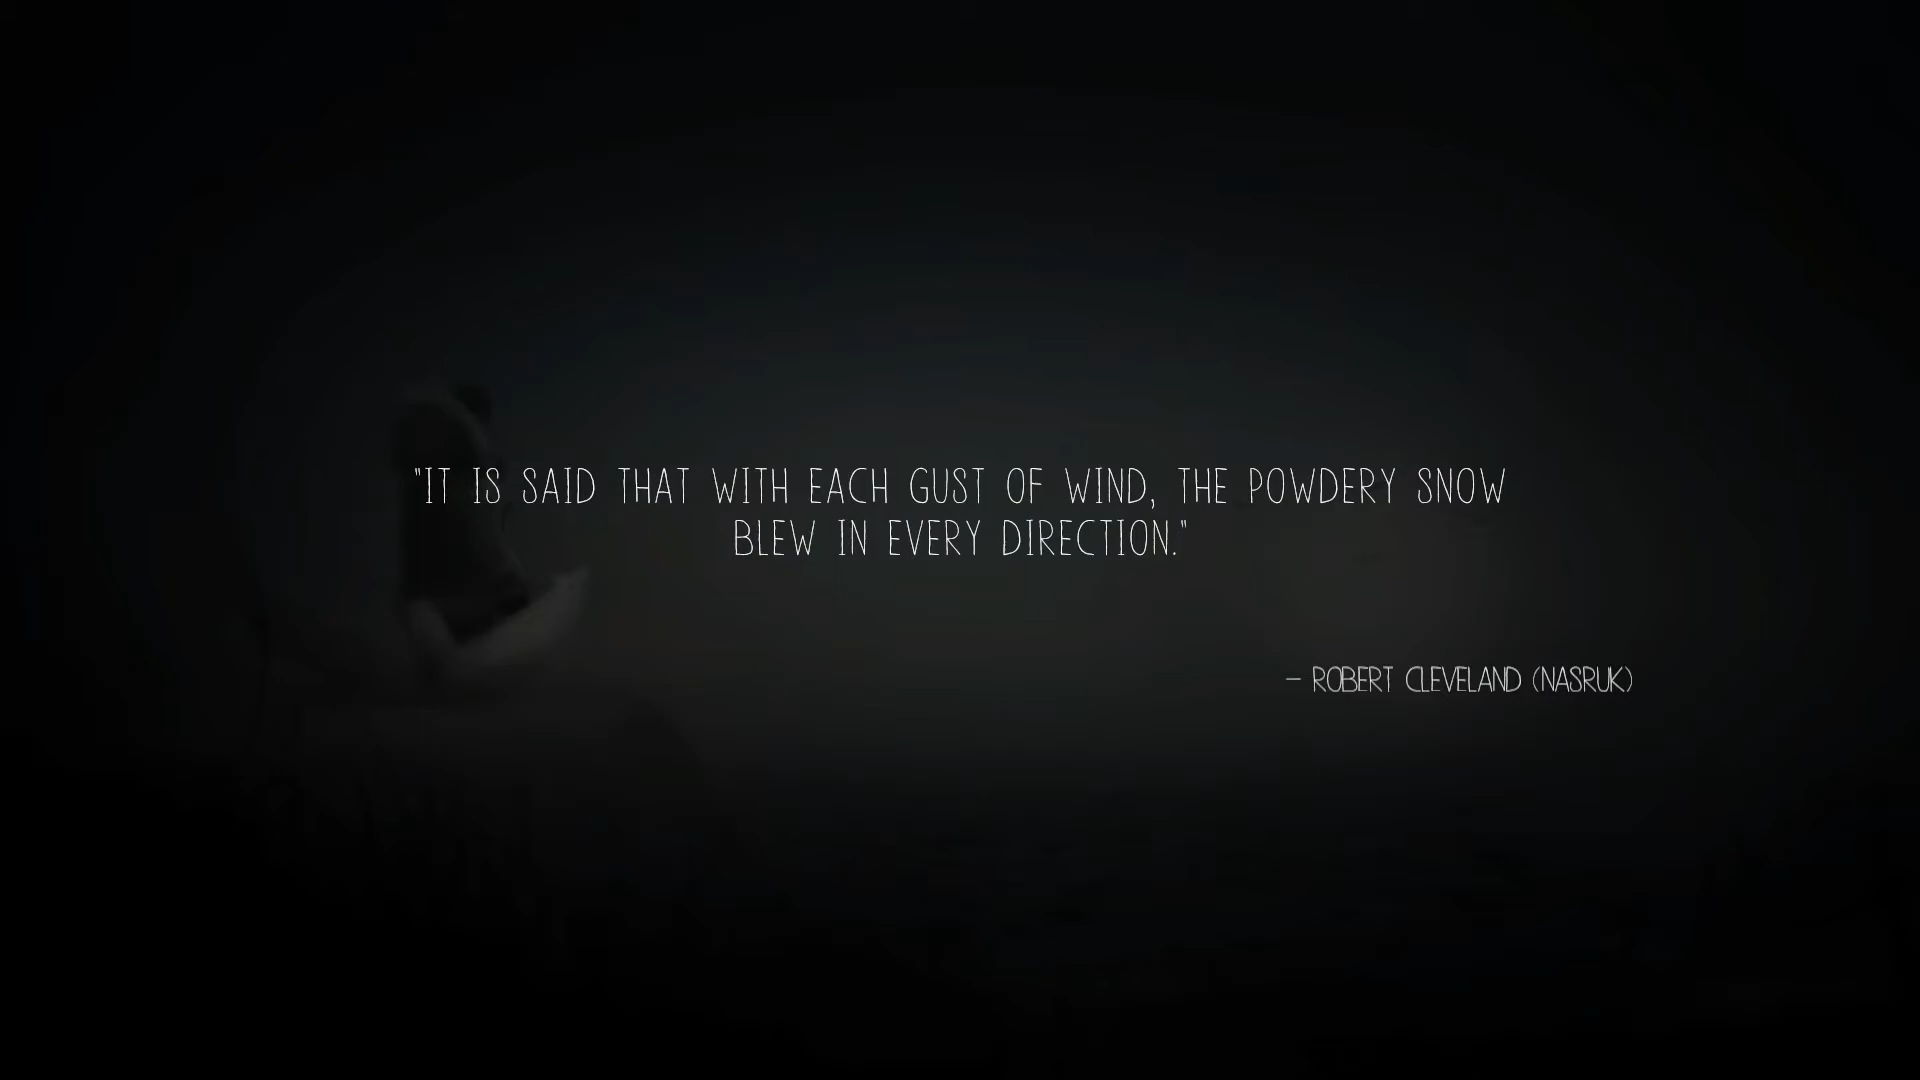 "IT IS SAID THAT WITH EACH GUST OF WIND, THE POWDERY SNOW
BLEW IN EVERY DIRECTION."
– ROBERT CLEVELAND (NASRUK)